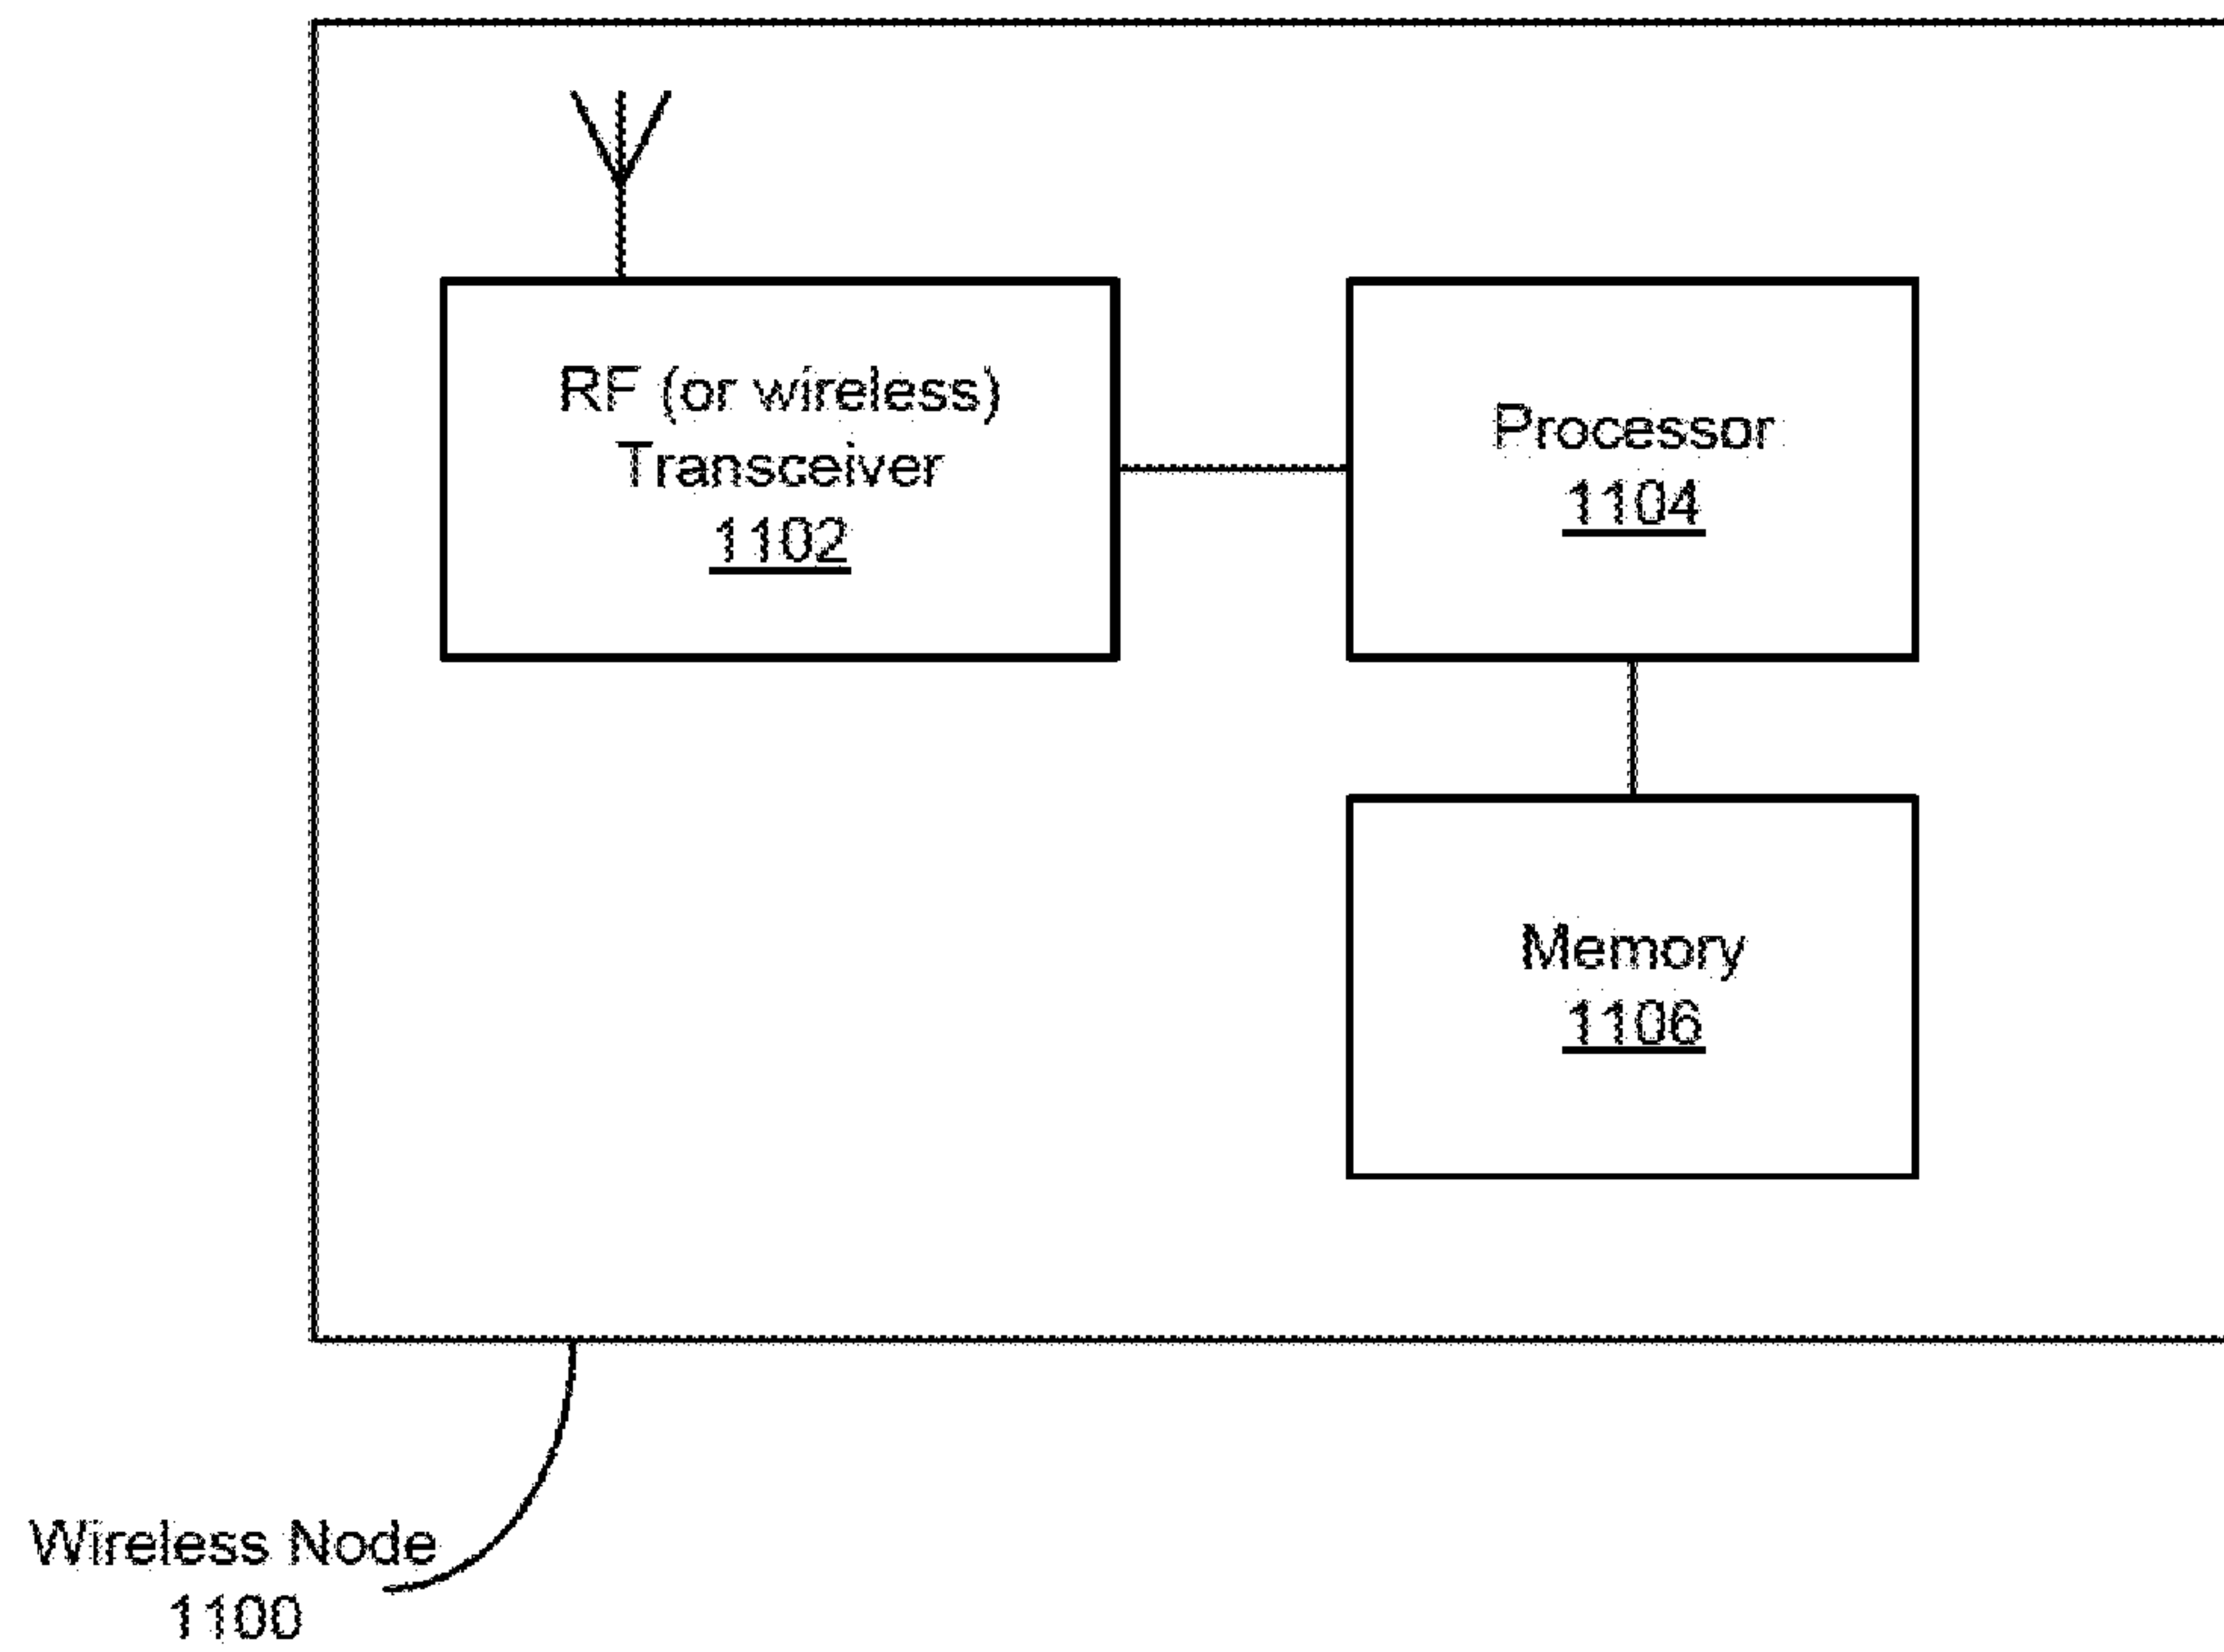 RF (or wireless)
Transceiver
1102
Processor
1104
Memory
1106
Wireless Node
1100